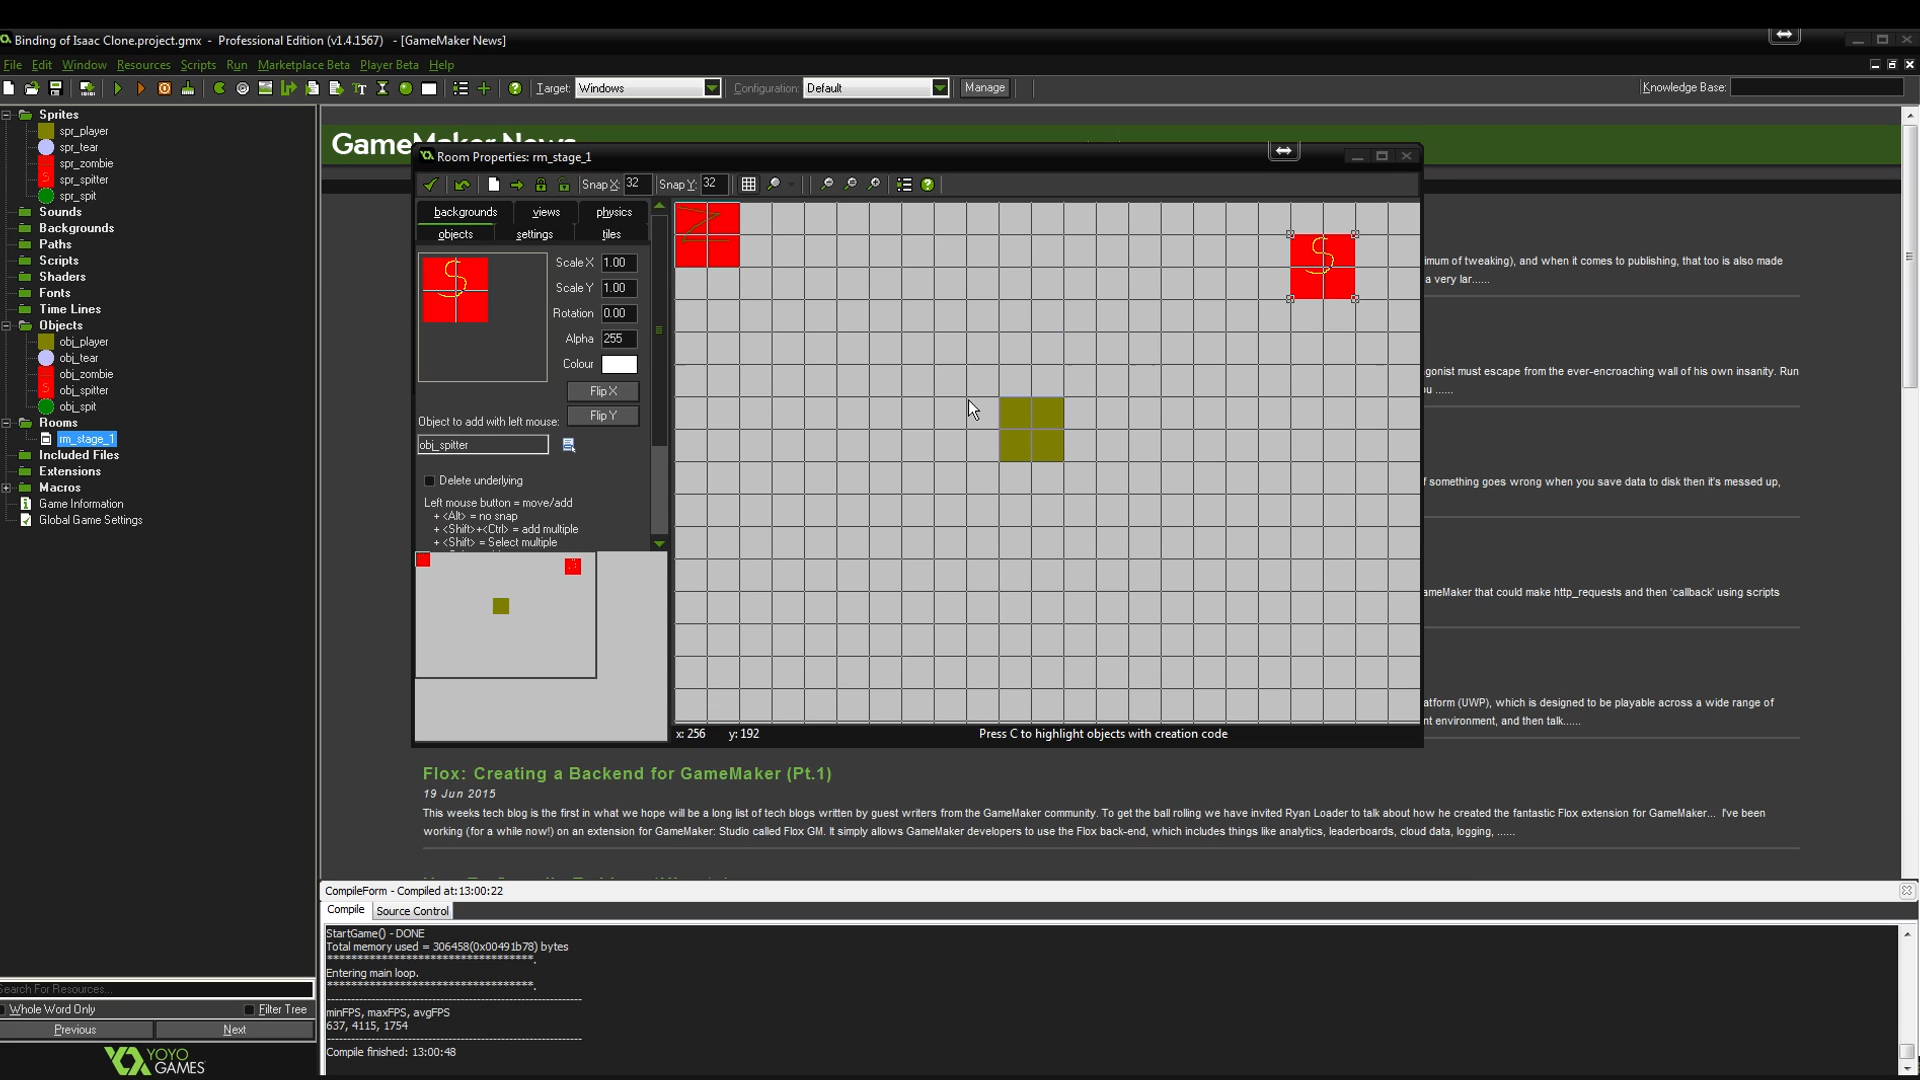 Binding of Isaac Clone.project.gmx - Professional Edition (v1.4.1567) - [GameMaker News]
File Edit Window Resources Scripts Run Marketplace Beta Player Beta Help
Target: Windows Configuration: Default Manage Knowledge Base:
Sprites
spr_player
spr_tear
spr_zombie
spr_spitter
spr_spit
Sounds
Backgrounds
Paths
Scripts
Shaders
Fonts
Time Lines
Objects
obj_player
obj_tear
obj_zombie
obj_spitter
obj_spit
Rooms
rm_stage_1
Included Files
Extensions
Macros
Game Information
Global Game Settings
Search For Resources...
Whole Word Only Filter Tree
Previous Next
YOYO
GAMES
GameMaker News
Room Properties: rm_stage_1
Snap X: 32 Snap Y: 32
backgrounds views physics
objects settings tiles
Scale X 1.00
Scale Y 1.00
Rotation 0.00
Alpha 255
Colour
Flip X
Flip Y
Object to add with left mouse:
obj_spitter
Delete underlying
Left mouse button = move/add
+ <Alt> = no snap
+ <Shift>+<Ctrl> = add multiple
+ <Shift> = Select multiple
Z
S
S
x: 256 y: 192 Press C to highlight objects with creation code
imum of tweaking), and when it comes to publishing, that too is also made
a very lar......
agonist must escape from the ever-encroaching wall of his own insanity. Run
ou ......
f something goes wrong when you save data to disk then it's messed up,
ameMaker that could make http_requests and then 'callback' using scripts
atform (UWP), which is designed to be playable across a wide range of
nt environment, and then talk......
Flox: Creating a Backend for GameMaker (Pt.1)
19 Jun 2015
This weeks tech blog is the first in what we hope will be a long list of tech blogs written by guest writers from the GameMaker community. To get the ball rolling we have invited Ryan Loader to talk about how he created the fantastic Flox extension for GameMaker... I've been
working (for a while now!) on an extension for GameMaker: Studio called Flox GM. It simply allows GameMaker developers to use the Flox back-end, which includes things like analytics, leaderboards, cloud data, logging, ......
CompileForm - Compiled at:13:00:22
Compile Source Control
StartGame() - DONE
Total memory used = 306458(0x00491b78) bytes
**********************************.
Entering main loop.
**********************************.
----------------------------------------------------------------
minFPS, maxFPS, avgFPS
637, 4115, 1754
----------------------------------------------------------------
Compile finished: 13:00:48